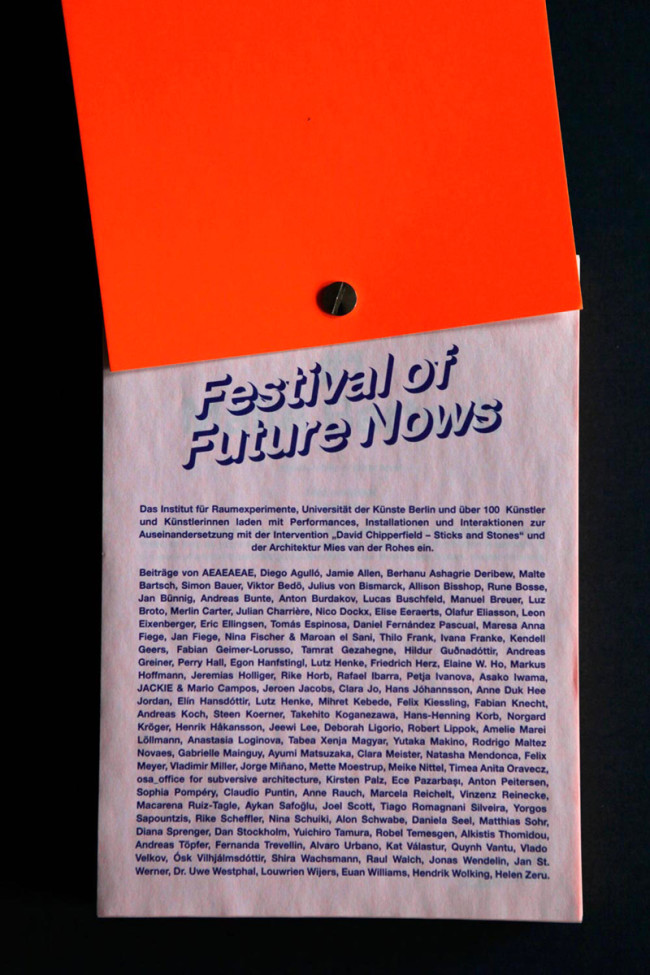 Festival of
Future Nows
Das Institut für Raumexperimente, Universität der Künste Berlin und über 100 Künstler
und Künstlerinnen laden mit Performances, Installationen und Interaktionen zur
Auseinandersetzung mit der Intervention „David Chipperfield – Sticks and Stones“ und
der Architektur Mies van der Rohes ein.
Beiträge von AEAEAEAE, Diego Agulló, Jamie Allen, Berhanu Ashagrie Deribew, Malte
Bartsch, Simon Bauer, Viktor Bedö, Julius von Bismarck, Allison Bisshop, Rune Bosse,
Jan Bünnig, Andreas Bunte, Anton Burdakov, Lucas Buschfeld, Manuel Breuer, Luz
Broto, Merlin Carter, Julian Charrière, Nico Dockx, Elise Eeraerts, Olafur Eliasson, Leon
Eixenberger, Eric Ellingsen, Tomás Espinosa, Daniel Fernández Pascual, Maresa Anna
Fiege, Jan Fiege, Nina Fischer & Maroan el Sani, Thilo Frank, Ivana Franke, Kendell
Geers, Fabian Geimer-Lorusso, Tamrat Gezahegne, Hildur Guðnadóttir, Andreas
Greiner, Perry Hall, Egon Hanfstingl, Lutz Henke, Friedrich Herz, Elaine W. Ho, Markus
Hoffmann, Jeremias Holliger, Rike Horb, Rafael Ibarra, Petja Ivanova, Asako Iwama,
JACKIE & Mario Campos, Jeroen Jacobs, Clara Jo, Hans Jóhannsson, Anne Duk Hee
Jordan, Elín Hansdóttir, Lutz Henke, Mihret Kebede, Felix Kiessling, Fabian Knecht,
Andreas Koch, Steen Koerner, Takehito Koganezawa, Hans-Henning Korb, Norgard
Kröger, Henrik Håkansson, Jeewi Lee, Deborah Ligorio, Robert Lippok, Amelie Marei
Löllmann, Anastasia Loginova, Tabea Xenja Magyar, Yutaka Makino, Rodrigo Maltez
Novaes, Gabrielle Mainguy, Ayumi Matsuzaka, Clara Meister, Natasha Mendonca, Felix
Meyer, Vladimir Miller, Jorge Miñano, Mette Moestrup, Meike Nittel, Timea Anita Oravecz,
osa_office for subversive architecture, Kirsten Palz, Ece Pazarbaşı, Anton Peitersen,
Sophia Pompéry, Claudio Puntin, Anne Rauch, Marcela Reichelt, Vinzenz Reinecke,
Macarena Ruiz-Tagle, Aykan Safoğlu, Joel Scott, Tiago Romagnani Silveira, Yorgos
Sapountzis, Rike Scheffler, Nina Schuiki, Alon Schwabe, Daniela Seel, Matthias Sohr,
Diana Sprenger, Dan Stockholm, Yuichiro Tamura, Robel Temesgen, Alkistis Thomidou,
Andreas Töpfer, Fernanda Trevellin, Alvaro Urbano, Kat Válastur, Quynh Vantu, Vlado
Velkov, Ósk Vilhjálmsdóttir, Shira Wachsmann, Raul Walch, Jonas Wendelin, Jan St.
Werner, Dr. Uwe Westphal, Louwrien Wijers, Euan Williams, Hendrik Wolking, Helen Zeru.